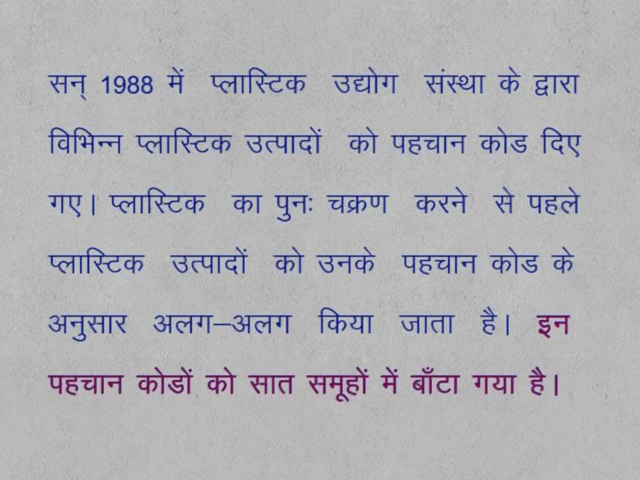 सन् 1988 में प्लास्टिक उद्योग संस्था के द्वारा
विभिन्न प्लास्टिक उत्पादों को पहचान कोड दिए
गए। प्लास्टिक का पुनः चक्रण करने से पहले
प्लास्टिक उत्पादों को उनके पहचान कोड के
अनुसार अलग–अलग किया जाता है। इन
पहचान कोडों को सात समूहों में बाँटा गया है।